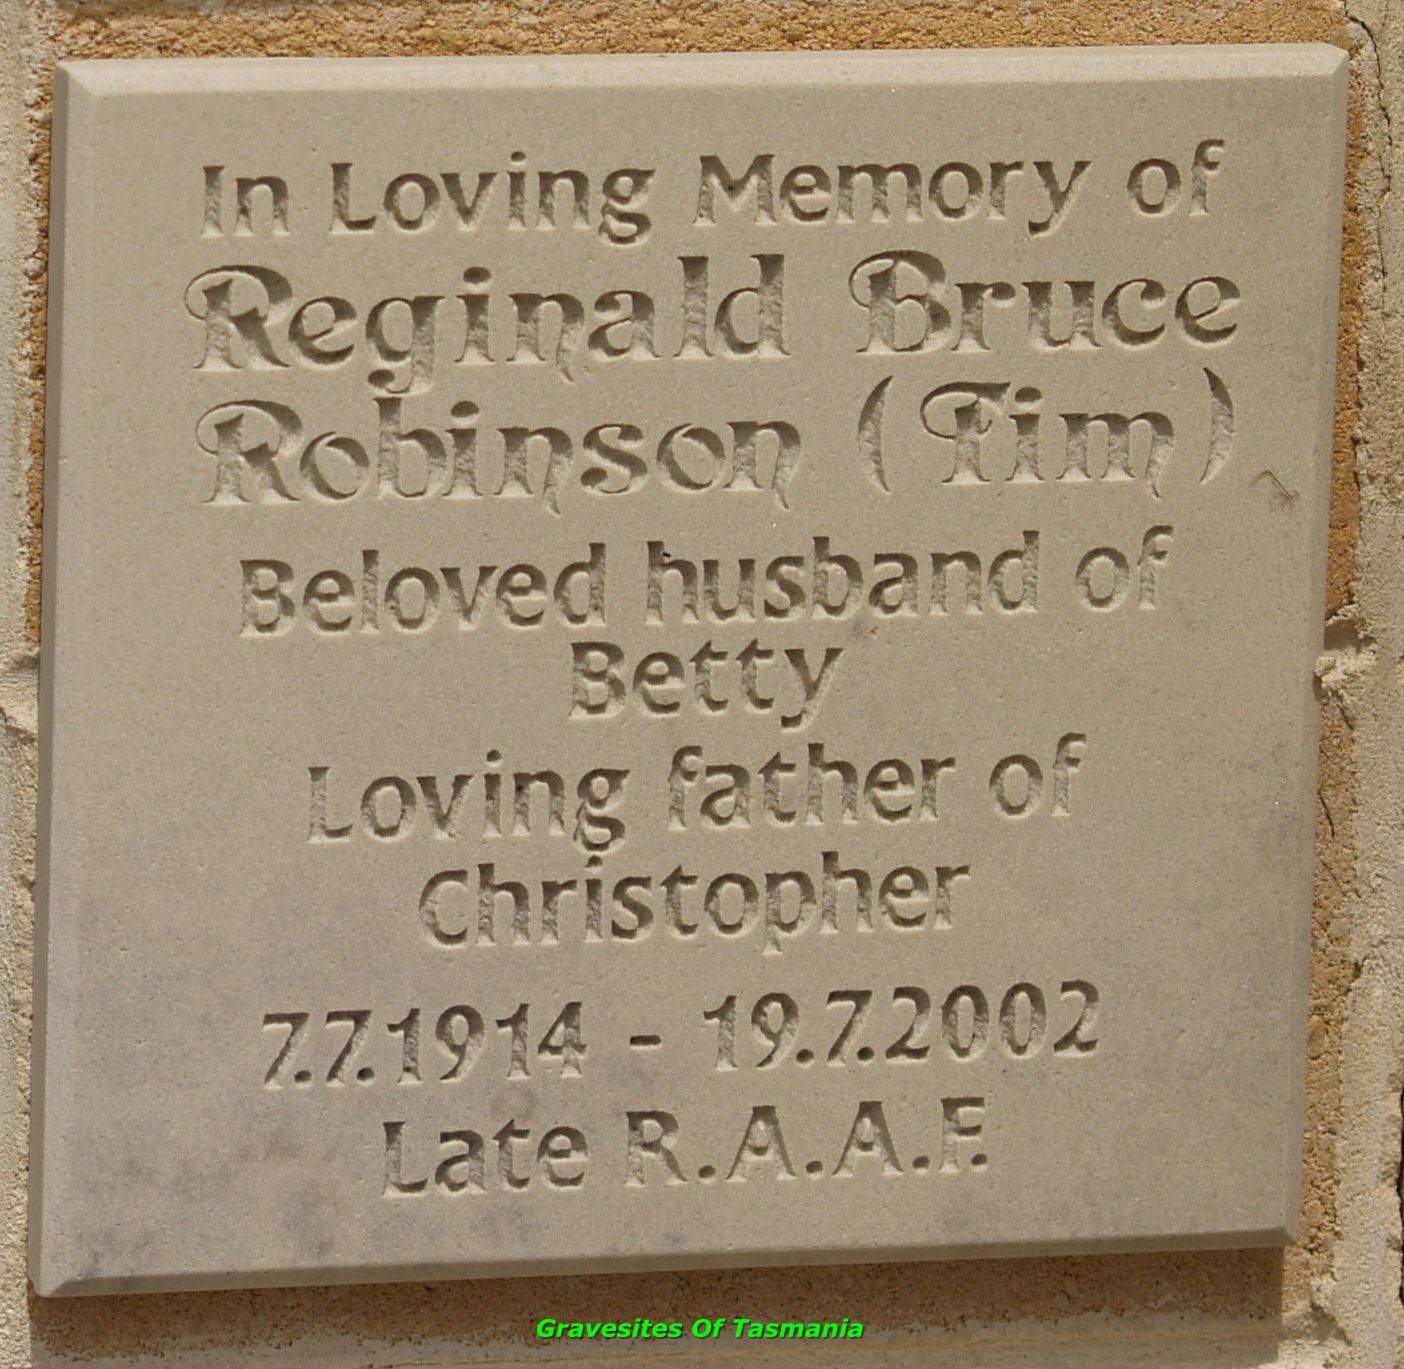 In Loving Memory of
Reginald Bruce
Robinson (Tim)
Beloved husband of
Betty
Loving father of
Christopher
7.7.1914 - 19.7.2002
Late R.A.A.F.
Gravesites Of Tasmania